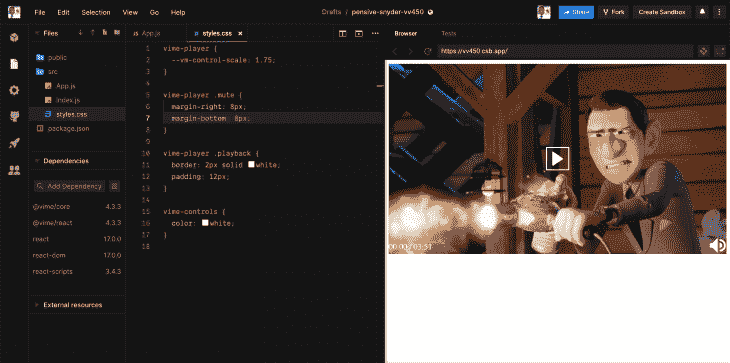 File Edit Selection View Go Help
Crafts / pensive-snyder-vv450
Share Fork Create Sandbox
Files
App.js styles.css
Browser Tests
https://vv450.csb.app/
public
src
App.js
index.js
styles.css
package.json
Dependencies
Add Dependency
@vime/core 4.3.3
@vime/react 4.3.3
react 17.0.0
react-dom 17.0.0
react-scripts 3.4.3
External resources
1 vime-player {
2 --vm-control-scale: 1.75;
3 }
4
5 vime-player .mute {
6 margin-right: 8px;
7 margin-bottom: 8px;
8 }
9
10 vime-player .playback {
11 border: 2px solid white;
12 padding: 12px;
13 }
14
15 vime-controls {
16 color: white;
17 }
18